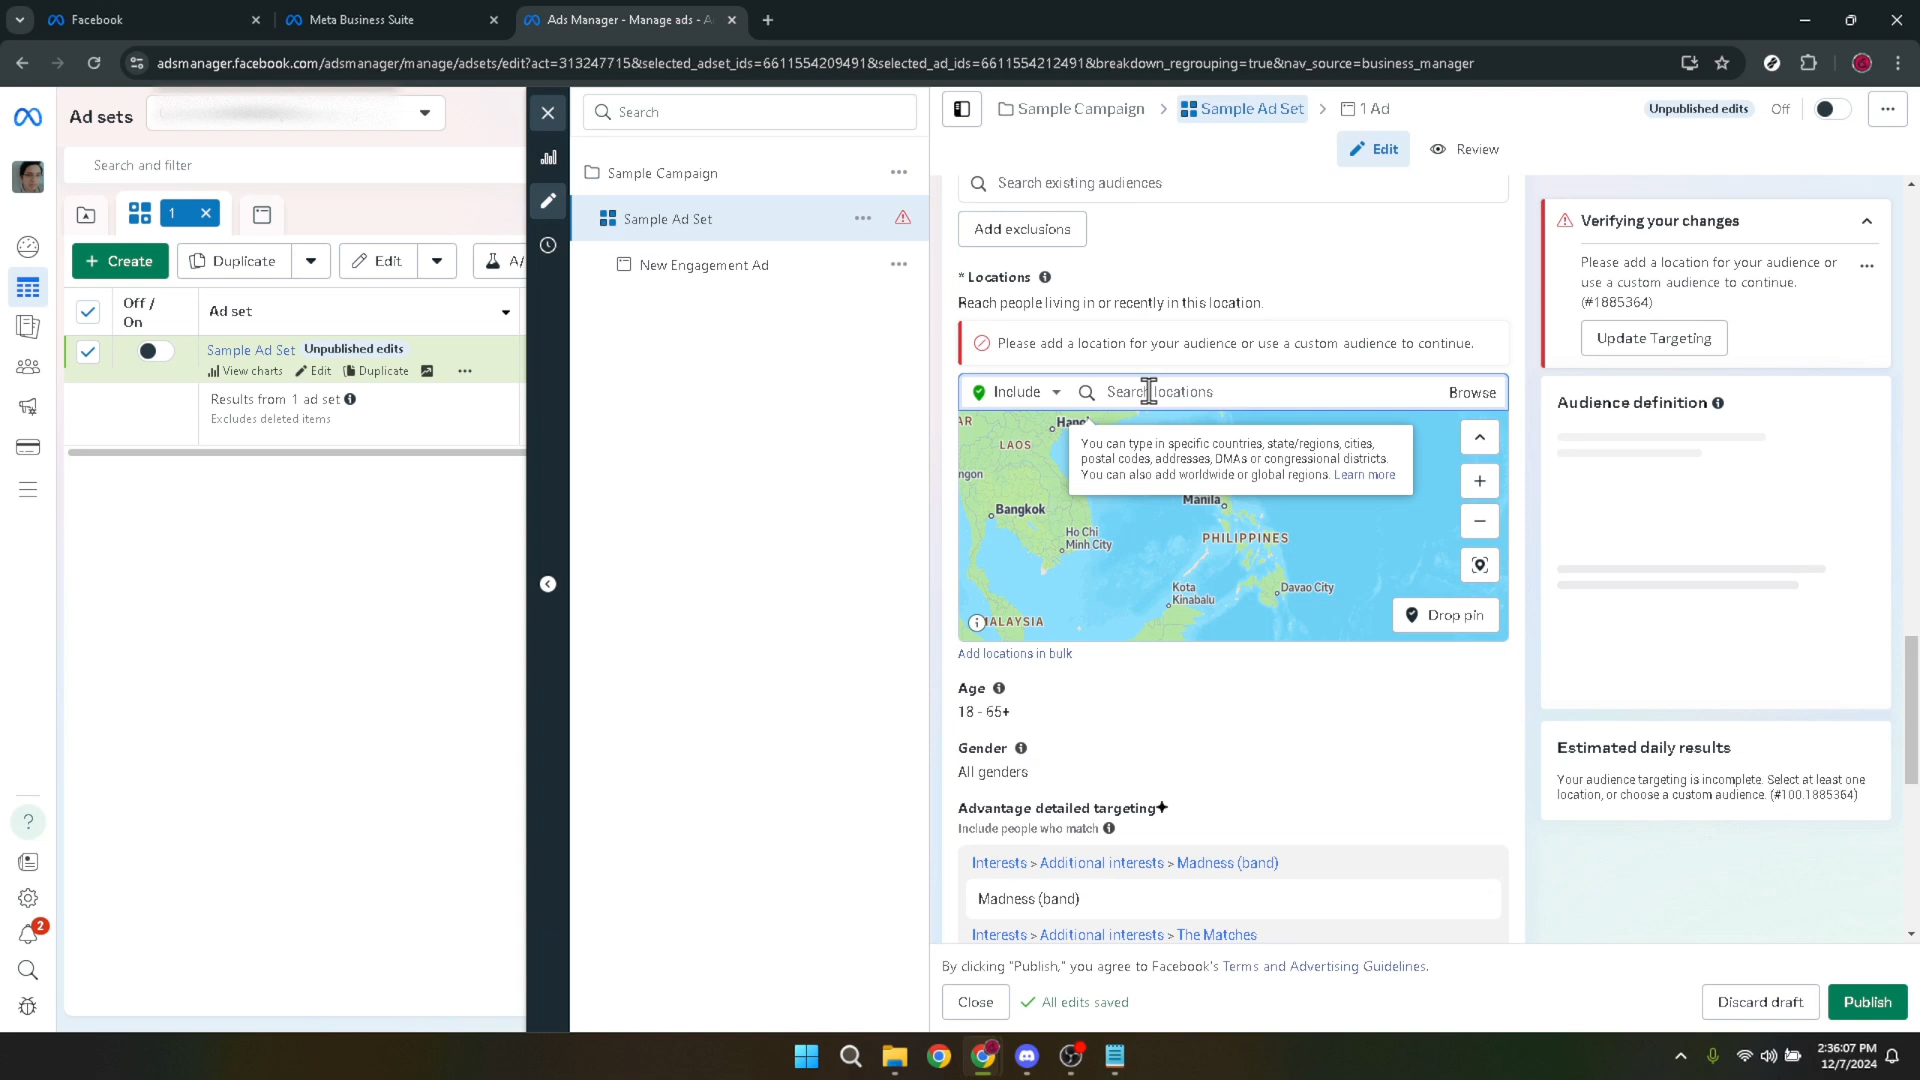 Facebook
Meta Business Suite
Ads Manager - Manage ads - A
adsmanager.facebook.com/adsmanager/manage/adsets/edit?act=313247715&selected_adset_ids=6611554209491&selected_ad_ids=6611554212491&breakdown_regrouping=true&nav_source=business_manager
Ad sets
Search and filter
1
Create
Duplicate
Edit
A/
Off / On
Ad set
Sample Ad Set
Unpublished edits
View charts
Edit
Duplicate
Results from 1 ad set
Excludes deleted items
2
Search
Sample Campaign
Sample Ad Set
New Engagement Ad
Sample Campaign
Sample Ad Set
1 Ad
Unpublished edits
Off
Edit
Review
Search existing audiences
Add exclusions
* Locations
Reach people living in or recently in this location.
Please add a location for your audience or use a custom audience to continue.
Include
Search locations
Browse
You can type in specific countries, state/regions, cities,
postal codes, addresses, DMAs or congressional districts.
You can also add worldwide or global regions. Learn more
AR
LAOS
ngon
Bangkok
Ho Chi
Minh City
Manila
PHILIPPINES
Kota
Kinabalu
Davao City
MALAYSIA
Drop pin
Add locations in bulk
Age
18 - 65+
Gender
All genders
Advantage detailed targeting
Include people who match
Interests > Additional interests > Madness (band)
Madness (band)
Interests > Additional interests > The Matches
Verifying your changes
Please add a location for your audience or
use a custom audience to continue.
(#1885364)
Update Targeting
Audience definition
Estimated daily results
Your audience targeting is incomplete. Select at least one
location, or choose a custom audience. (#100.1885364)
By clicking "Publish," you agree to Facebook's Terms and Advertising Guidelines.
Close
All edits saved
Discard draft
Publish
2:36:07 PM
12/7/2024